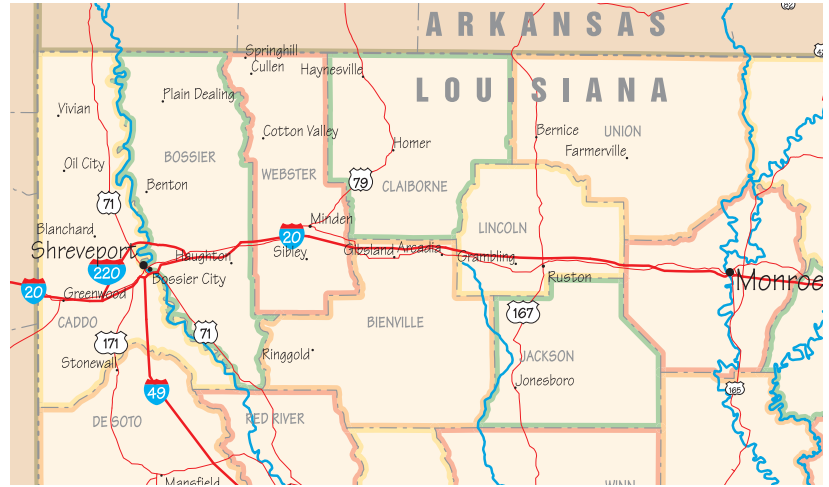 ARKANSAS
LOUISIANA
Springhill
Cullen
Haynesville
Vivian
Plain Dealing
Cotton Valley
Homer
Bernice
UNION
Farmerville
Oil City
BOSSIER
WEBSTER
79
CLAIBORNE
Benton
71
Blanchard
Minden
LINCOLN
20
Shreveport
220
Haughton
Sibley
Gibsland
Arcadia
Grambling
Bossier City
Ruston
Monroe
20
Greenwood
CADDO
71
BIENVILLE
167
171
Stonewall
Ringgold
JACKSON
Jonesboro
49
165
DE SOTO
RED RIVER
Mansfield
WINN